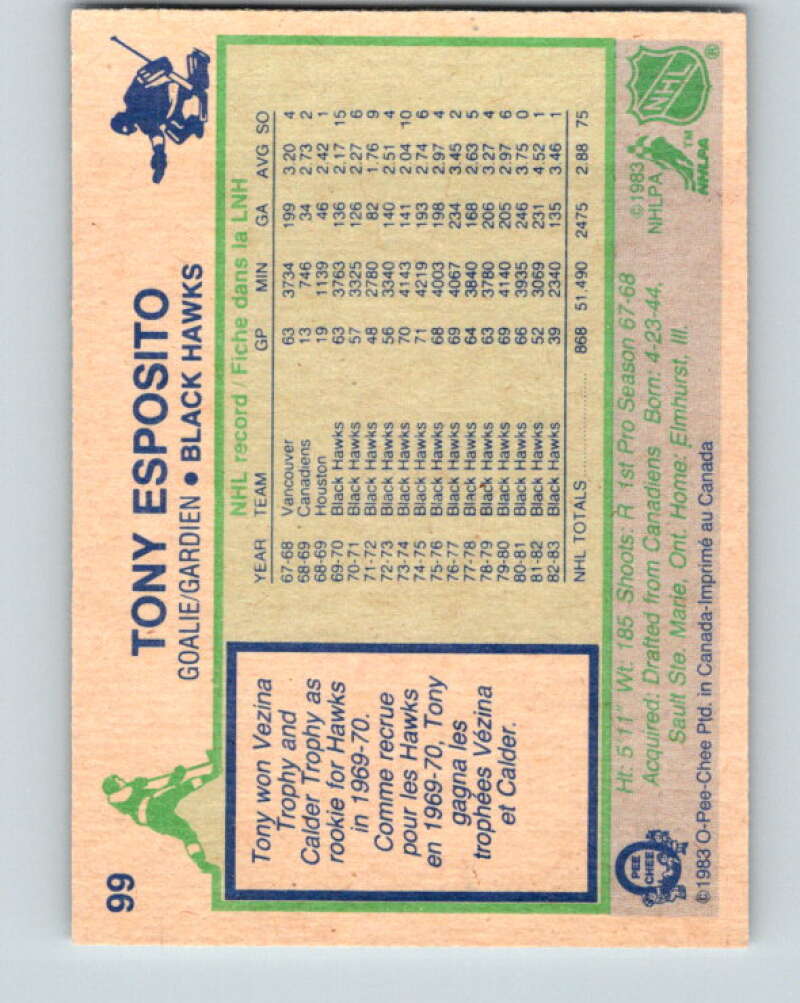 99
TONY ESPOSITO
GOALIE/GARDIEN • BLACK HAWKS
Tony won Vezina
Trophy and
Calder Trophy as
rookie for Hawks
in 1969-70.
Comme recrue
pour les Hawks
en 1969-70, Tony
gagna les
trophées Vézina
et Calder.
NHL record / Fiche dans la LNH
YEAR TEAM GP MIN GA AVG SO
67-68 Vancouver 63 3734 199 3.20 4
68-69 Canadiens 13 746 34 2.73 2
68-69 Houston 19 1139 46 2.42 1
69-70 Black Hawks 63 3763 136 2.17 15
70-71 Black Hawks 57 3325 126 2.27 6
71-72 Black Hawks 48 2780 82 1.76 9
72-73 Black Hawks 56 3340 140 2.51 4
73-74 Black Hawks 70 4143 141 2.04 10
74-75 Black Hawks 71 4219 193 2.74 6
75-76 Black Hawks 68 4003 198 2.97 4
76-77 Black Hawks 69 4067 234 3.45 2
77-78 Black Hawks 64 3840 168 2.63 5
78-79 Black Hawks 63 3780 206 3.27 4
79-80 Black Hawks 69 4140 205 2.97 6
80-81 Black Hawks 66 3935 246 3.75 0
81-82 Black Hawks 52 3069 231 4.52 1
82-83 Black Hawks 39 2340 135 3.46 1
NHL TOTALS .................. 868 51.490 2475 2.88 75
Ht: 5'11" Wt. 185 Shoots: R 1st Pro Season 67-68
Acquired: Drafted from Canadiens Born: 4-23-44,
Sault Ste. Marie, Ont. Home: Elmhurst, Ill.
©1983
NHLPA
NHLPA
TM
NHL
®
O
PEE
CHEE
©1983 O-Pee-Chee Ptd. in Canada-Imprimé au Canada